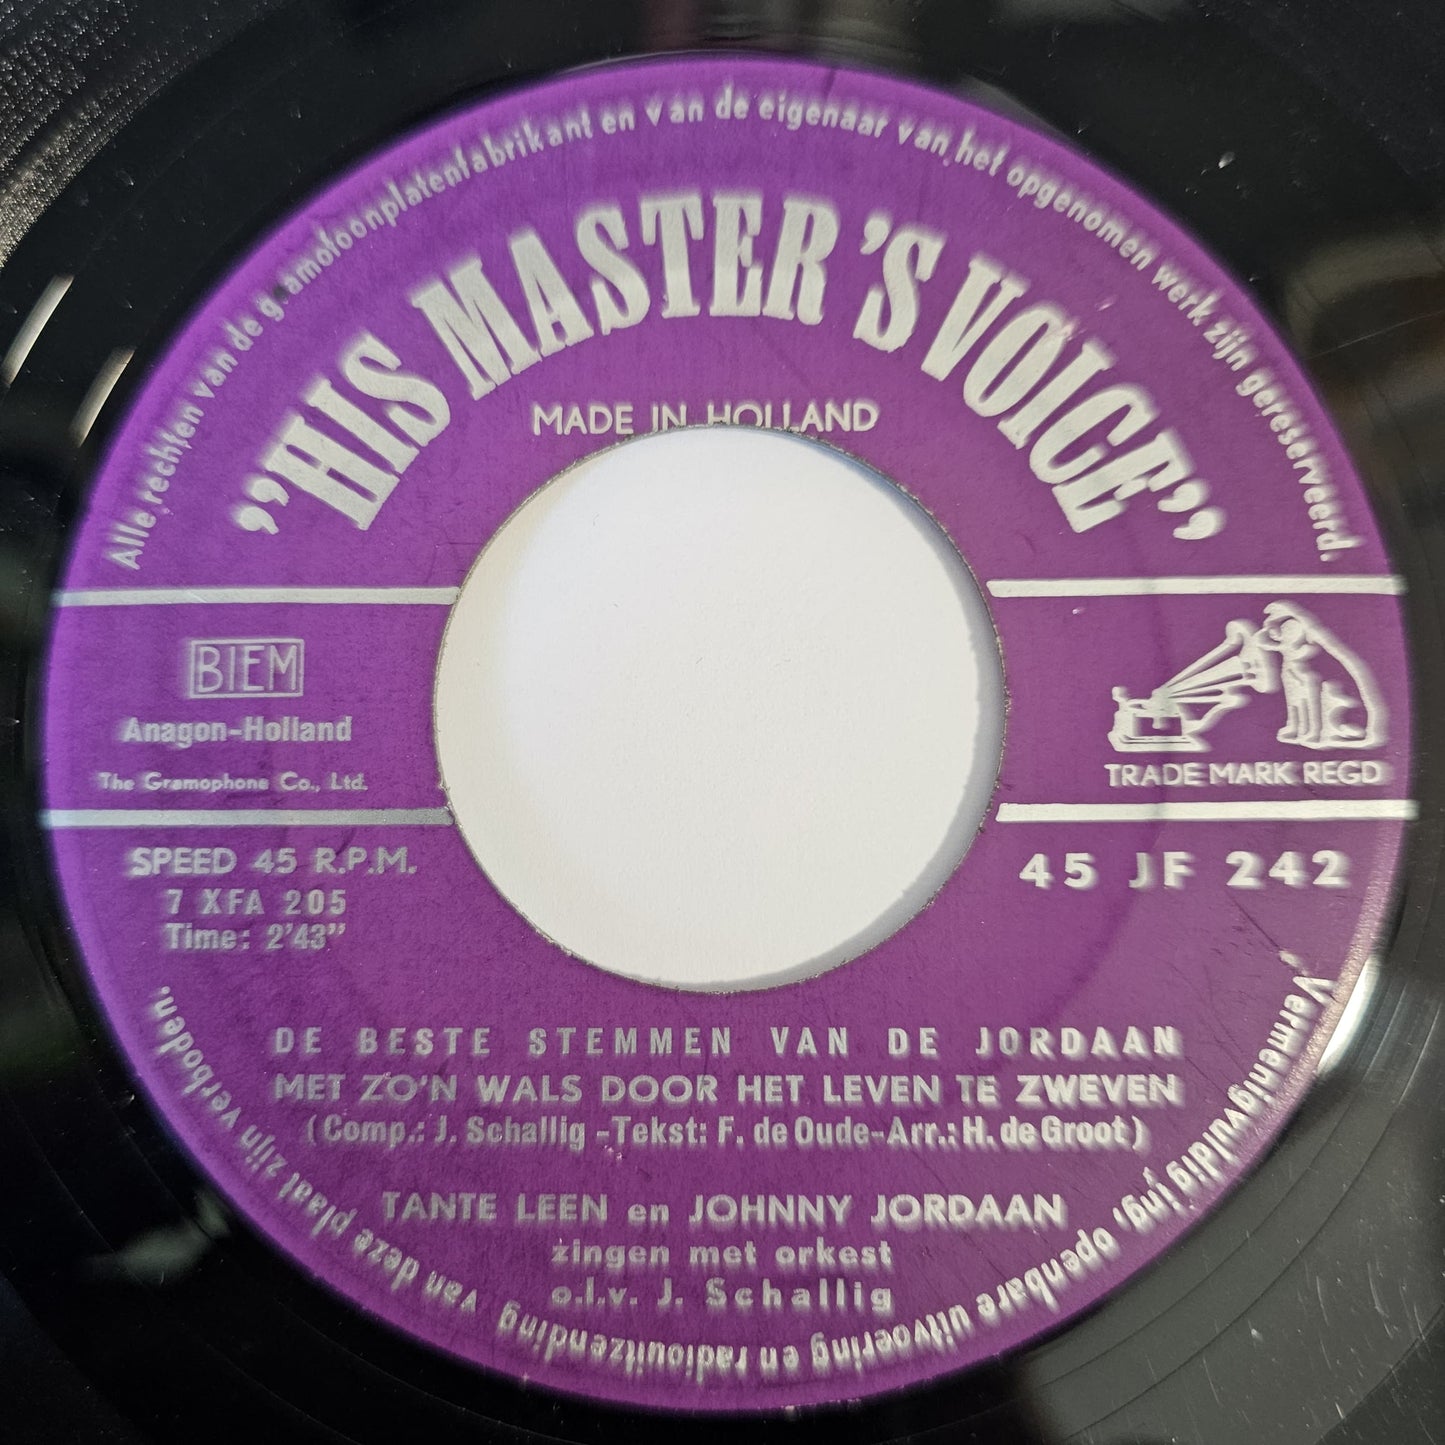 Alle rechten van de g.amofoonplatenfabrikant en van de eigenaar van het opgenomen werk zijn gereserveerd.
"HIS MASTER'S VOICE"
MADE IN HOLLAND
BIEM
Anagon-Holland
The Gramophone Co., Ltd.
TRADE MARK REGD
SPEED 45 R.P.M.
7 XFA 205
Time: 2'43"
45 JF 242
DE BESTE STEMMEN VAN DE JORDAAN
MET ZO'N WALS DOOR HET LEVEN TE ZWEVEN
(Comp.: J. Schallig -Tekst: F. de Oude-Arr.: H. de Groot)
TANTE LEEN en JOHNNY JORDAAN
zingen met orkest
o.l.v. J. Schallig
Vermenigvuldiging, openbare uitvoering en radiouitzending van deze plaat zijn verboden.